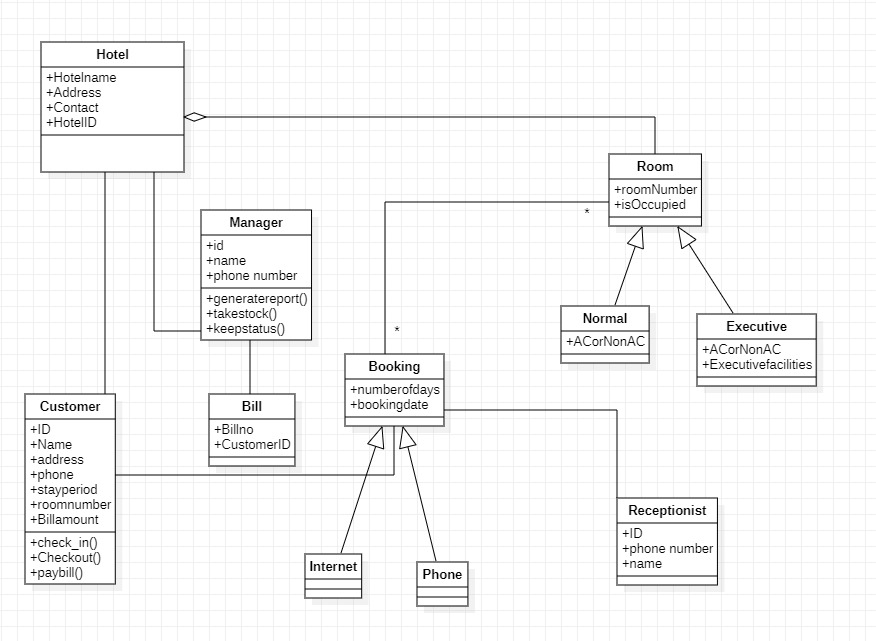 Hotel
+Hotelname
+Address
+Contact
+HotelID
Room
+roomNumber
+isOccupied
*
Manager
+id
+name
+phone number
+generatereport()
+takestock()
+keepstatus()
Normal
+ACorNonAC
Executive
+ACorNonAC
+Executivefacilities
*
Booking
+numberofdays
+bookingdate
Customer
+ID
+Name
+address
+phone
+stayperiod
+roomnumber
+Billamount
+check_in()
+Checkout()
+paybill()
Bill
+Billno
+CustomerID
Receptionist
+ID
+phone number
+name
Internet
Phone